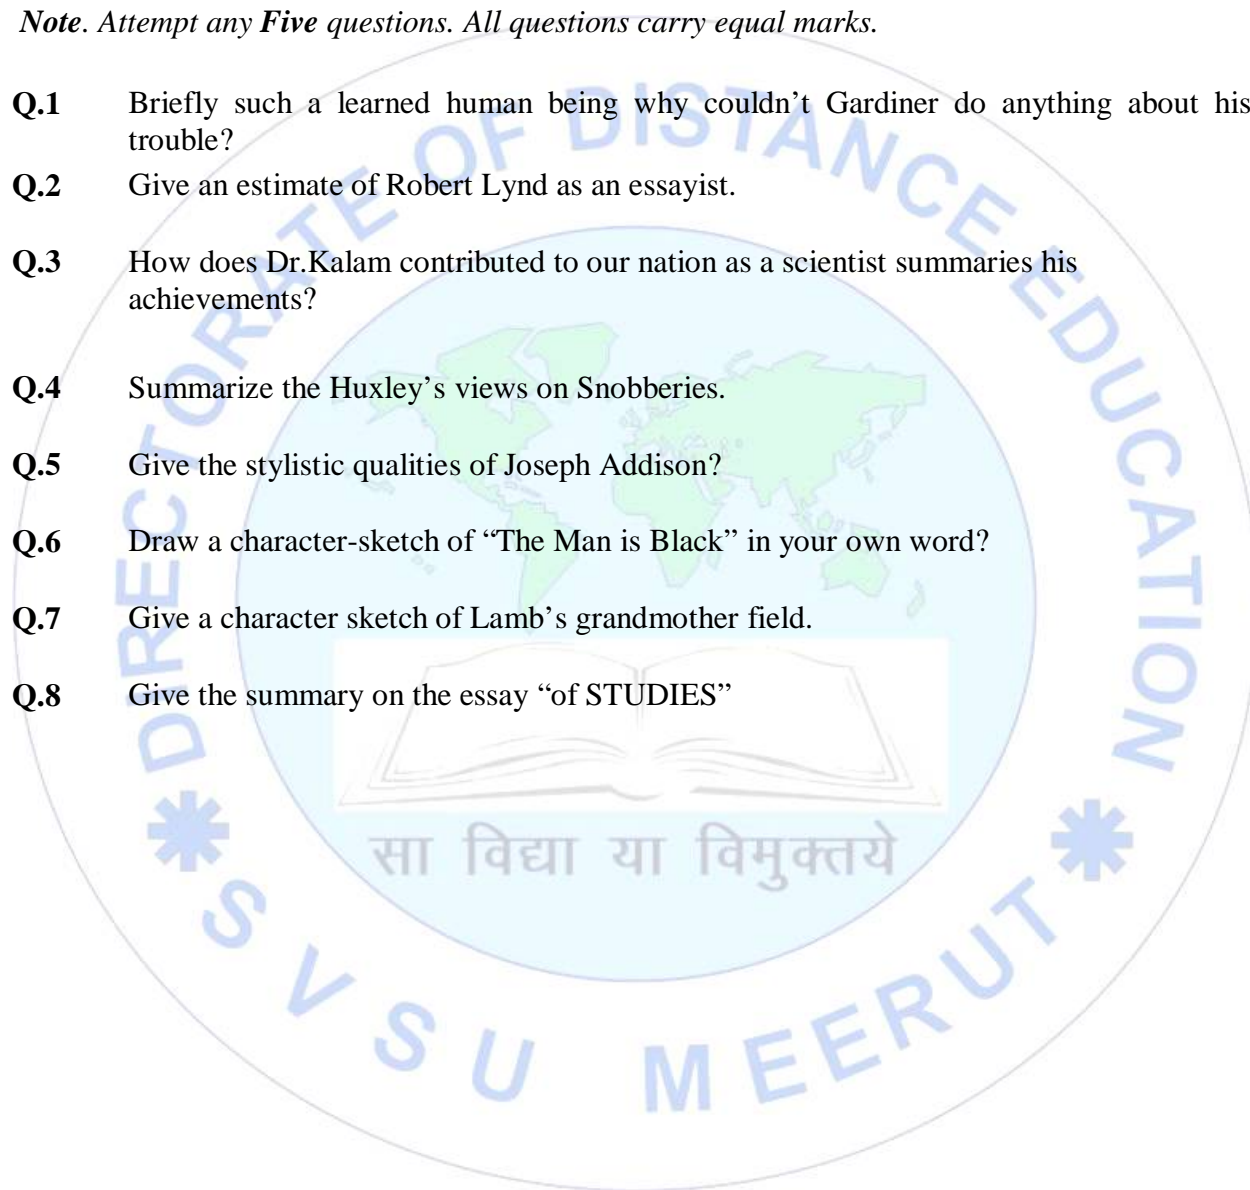 Note. Attempt any Five questions. All questions carry equal marks.
Q.1 Briefly such a learned human being why couldn’t Gardiner do anything about his
trouble?
Q.2 Give an estimate of Robert Lynd as an essayist.
Q.3 How does Dr.Kalam contributed to our nation as a scientist summaries his
achievements?
Q.4 Summarize the Huxley’s views on Snobberies.
Q.5 Give the stylistic qualities of Joseph Addison?
Q.6 Draw a character-sketch of “The Man is Black” in your own word?
Q.7 Give a character sketch of Lamb’s grandmother field.
Q.8 Give the summary on the essay “of STUDIES”
DIRECTORATE OF DISTANCE EDUCATION
सा विद्या या विमुक्तये
S V S U MEERUT